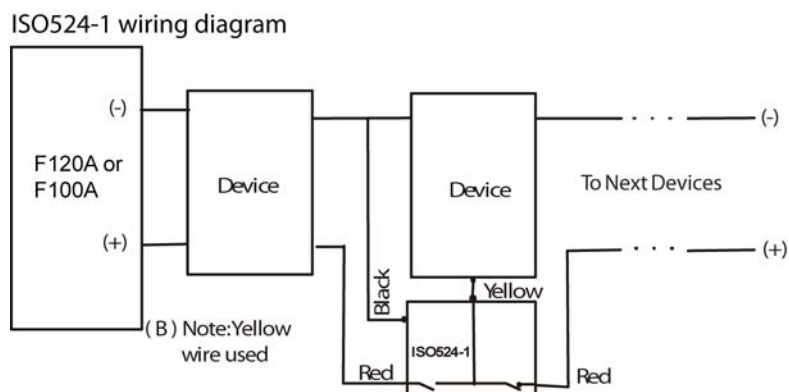 ISO524-1 wiring diagram
(-)
F120A or
F100A
(+)
Device
Device
(-)
To Next Devices
(+)
Black
Yellow
(B) Note:Yellow
wire used
ISO524-1
Red
Red